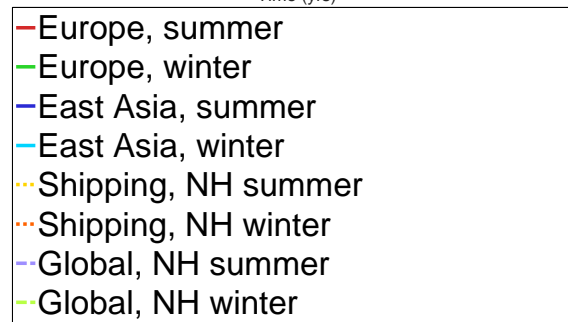 Europe, summer
Europe, winter
East Asia, summer
East Asia, winter
Shipping, NH summer
Shipping, NH winter
Global, NH summer
Global, NH winter